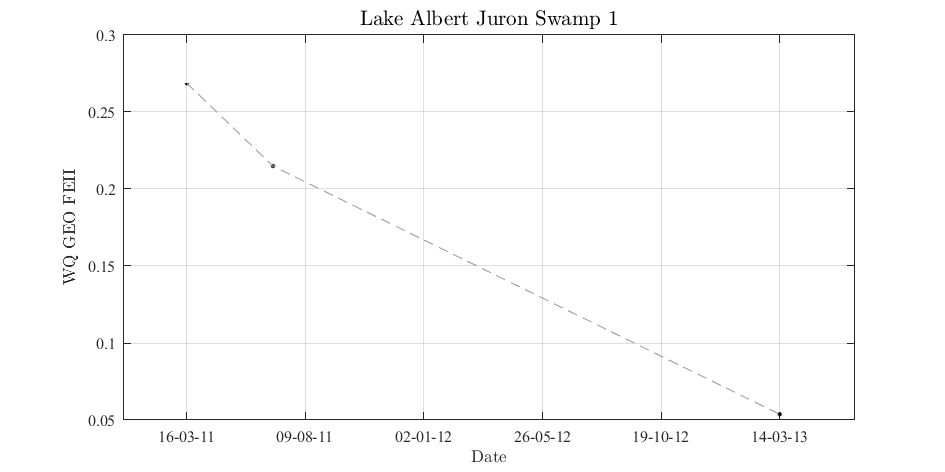 Lake Albert Juron Swamp 1
0.3
0.25
0.2
0.15
0.1
0.05
WQ GEO FEII
16-03-11 09-08-11 02-01-12 26-05-12 19-10-12 14-03-13
Date